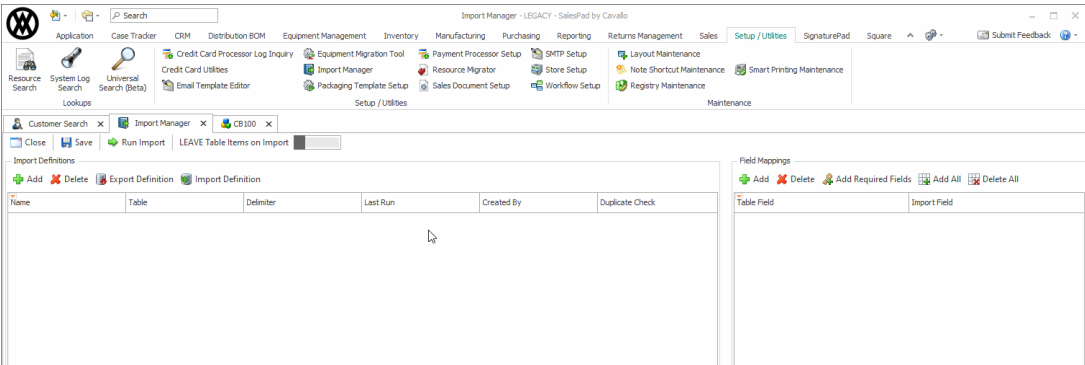 Search
Import Manager - LEGACY - SalesPad by Cavallo
Application Case Tracker CRM Distribution BOM Equipment Management Inventory Manufacturing Purchasing Reporting Returns Management Sales Setup / Utilities SignaturePad Square Submit Feedback
Resource Search
System Log Search
Universal Search (Beta)
Lookups
Credit Card Processor Log Inquiry Equipment Migration Tool Payment Processor Setup SMTP Setup
Credit Card Utilities Import Manager Resource Migrator Store Setup
Email Template Editor Packaging Template Setup Sales Document Setup Workflow Setup
Setup / Utilities
Layout Maintenance
Note Shortcut Maintenance Smart Printing Maintenance
Registry Maintenance
Maintenance
Customer Search Import Manager CB100
Close Save Run Import LEAVE Table Items on Import
Import Definitions
Add Delete Export Definition Import Definition
Name Table Delimiter Last Run Created By Duplicate Check
Field Mappings
Add Delete Add Required Fields Add All Delete All
Table Field Import Field